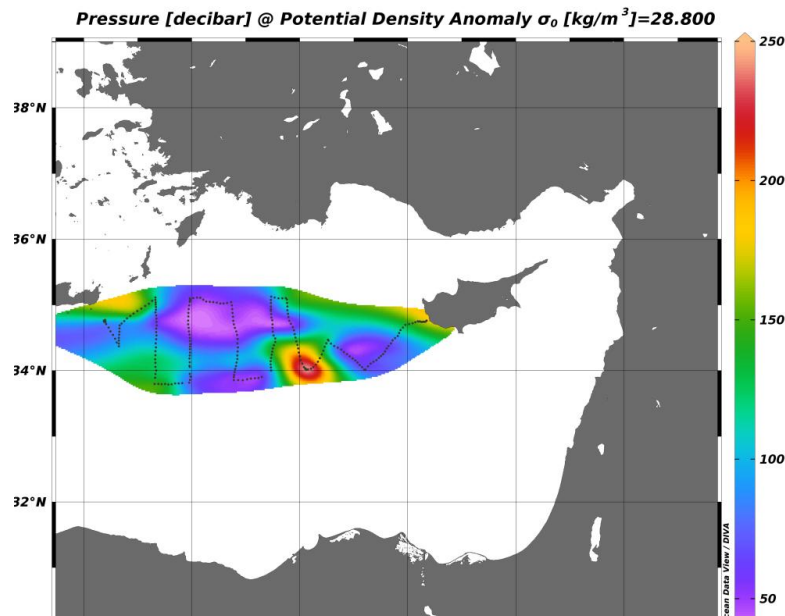 Pressure [decibar] @ Potential Density Anomaly σ₀ [kg/m³]=28.800
250
38°N
200
36°N
150
34°N
100
32°N
50
ean Data View / DIVA